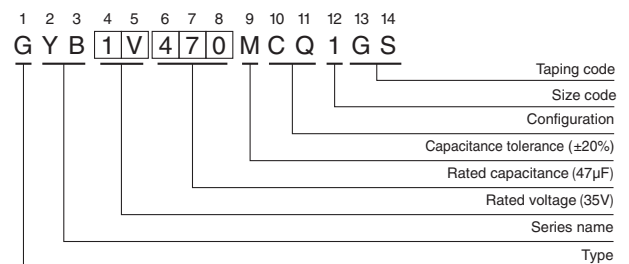 1 2 3 4 5 6 7 8 9 10 11 12 13 14
G Y B 1 V 4 7 0 M C Q 1 G S
Taping code
Size code
Configuration
Capacitance tolerance (±20%)
Rated capacitance (47µF)
Rated voltage (35V)
Series name
Type